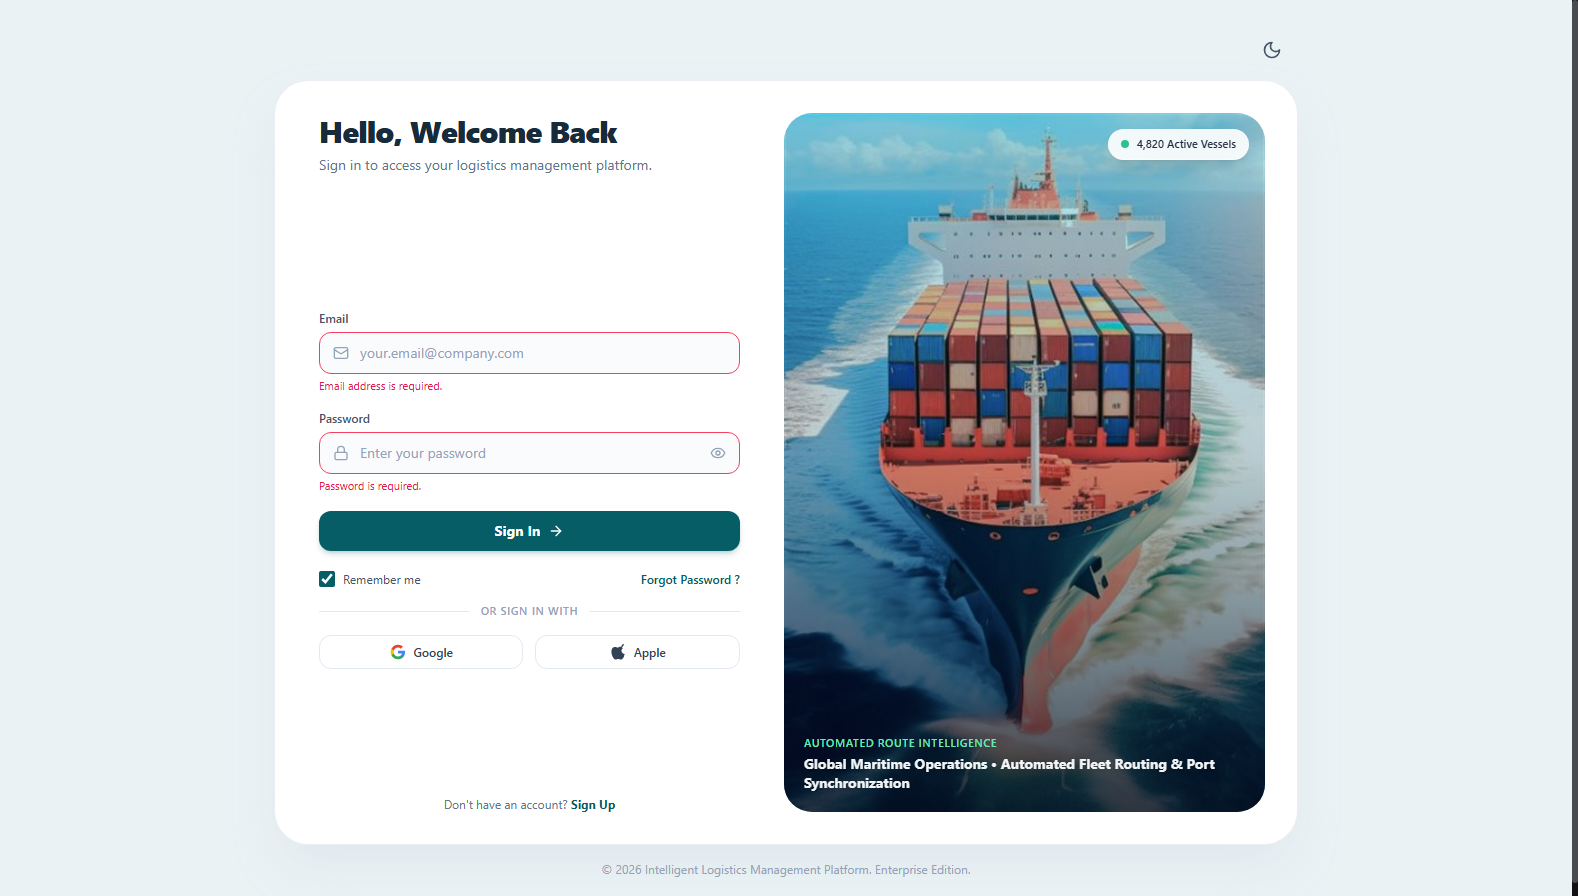 Hello, Welcome Back
Sign in to access your logistics management platform.
Email
your.email@company.com
Email address is required.
Password
Enter your password
Password is required.
Sign In
Remember me
Forgot Password ?
OR SIGN IN WITH
Google
Apple
Don't have an account? Sign Up
4,820 Active Vessels
AUTOMATED ROUTE INTELLIGENCE
Global Maritime Operations • Automated Fleet Routing & Port
Synchronization
© 2026 Intelligent Logistics Management Platform. Enterprise Edition.